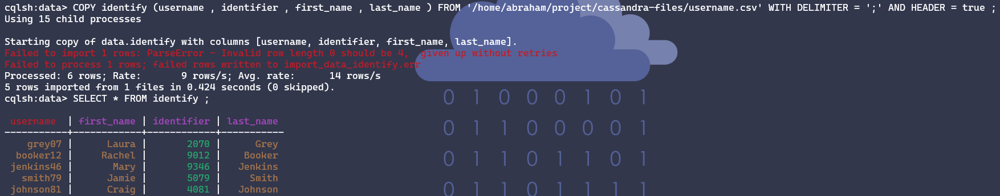 cqlsh:data> COPY identify (username , identifier , first_name , last_name ) FROM '/home/abraham/project/cassandra-files/username.csv' WITH DELIMITER = ';' AND HEADER = true ;
Using 15 child processes
Starting copy of data.identify with columns [username, identifier, first_name, last_name].
Failed to import 1 rows: ParseError - Invalid row length 0 should be 4,  given up without retries
Failed to process 1 rows; failed rows written to import_data_identify.err
Processed: 6 rows; Rate:       9 rows/s; Avg. rate:      14 rows/s
5 rows imported from 1 files in 0.424 seconds (0 skipped).
cqlsh:data> SELECT * FROM identify ;
 username  | first_name | identifier | last_name
-----------+------------+------------+-----------
    grey07 |      Laura |       2070 |      Grey
  booker12 |     Rachel |       9012 |    Booker
 jenkins46 |       Mary |       9346 |   Jenkins
   smith79 |      Jamie |       5079 |     Smith
 johnson81 |      Craig |       4081 |   Johnson
0 1 0 0 0 1 0 1
0 1 1 0 0 0 0 1
0 1 1 0 1 1 0 1
0 1 1 0 1 1 1 1